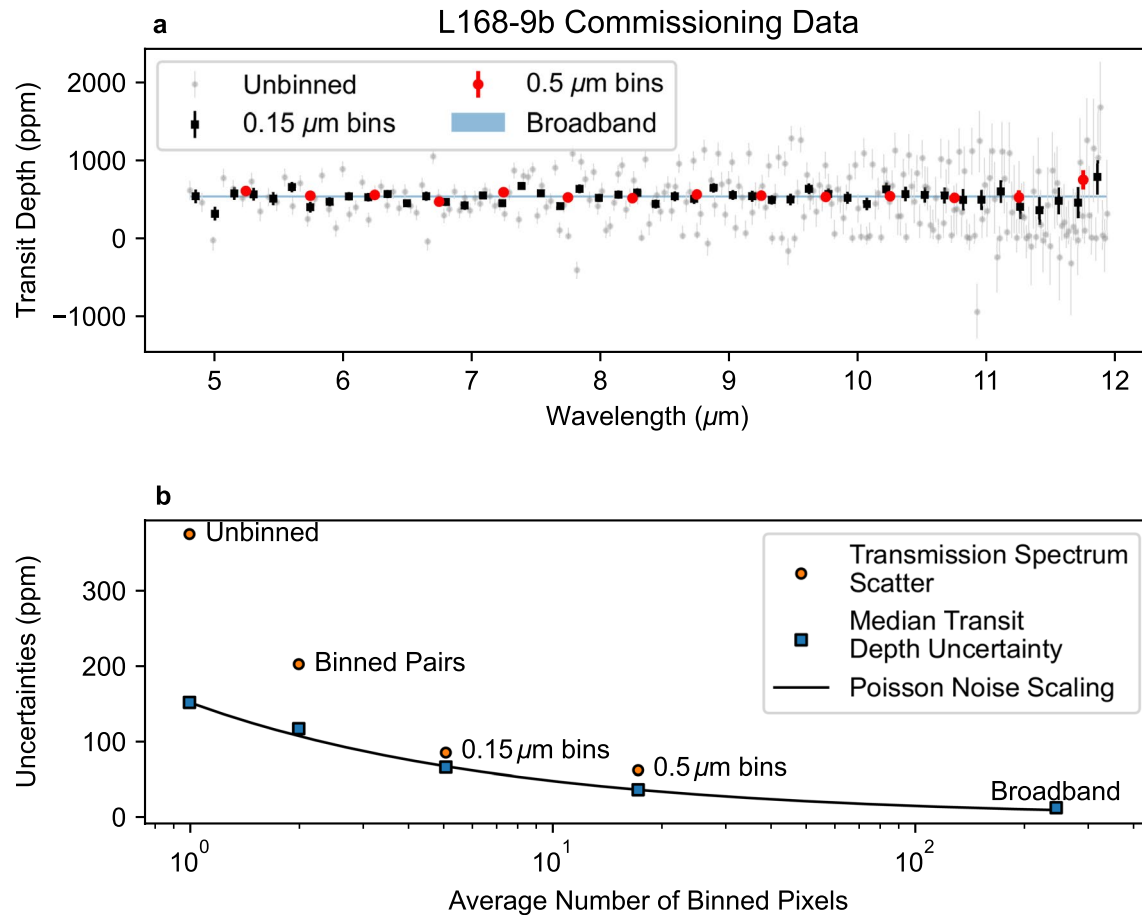 a
L168-9b Commissioning Data
Transit Depth (ppm)
2000
1000
0
−1000
Unbinned
0.15 µm bins
0.5 µm bins
Broadband
5 6 7 8 9 10 11 12
Wavelength (µm)
b
Uncertainties (ppm)
300
200
100
0
Unbinned
Binned Pairs
0.15 µm bins
0.5 µm bins
Broadband
Transmission Spectrum
Scatter
Median Transit
Depth Uncertainty
Poisson Noise Scaling
10⁰ 10¹ 10²
Average Number of Binned Pixels